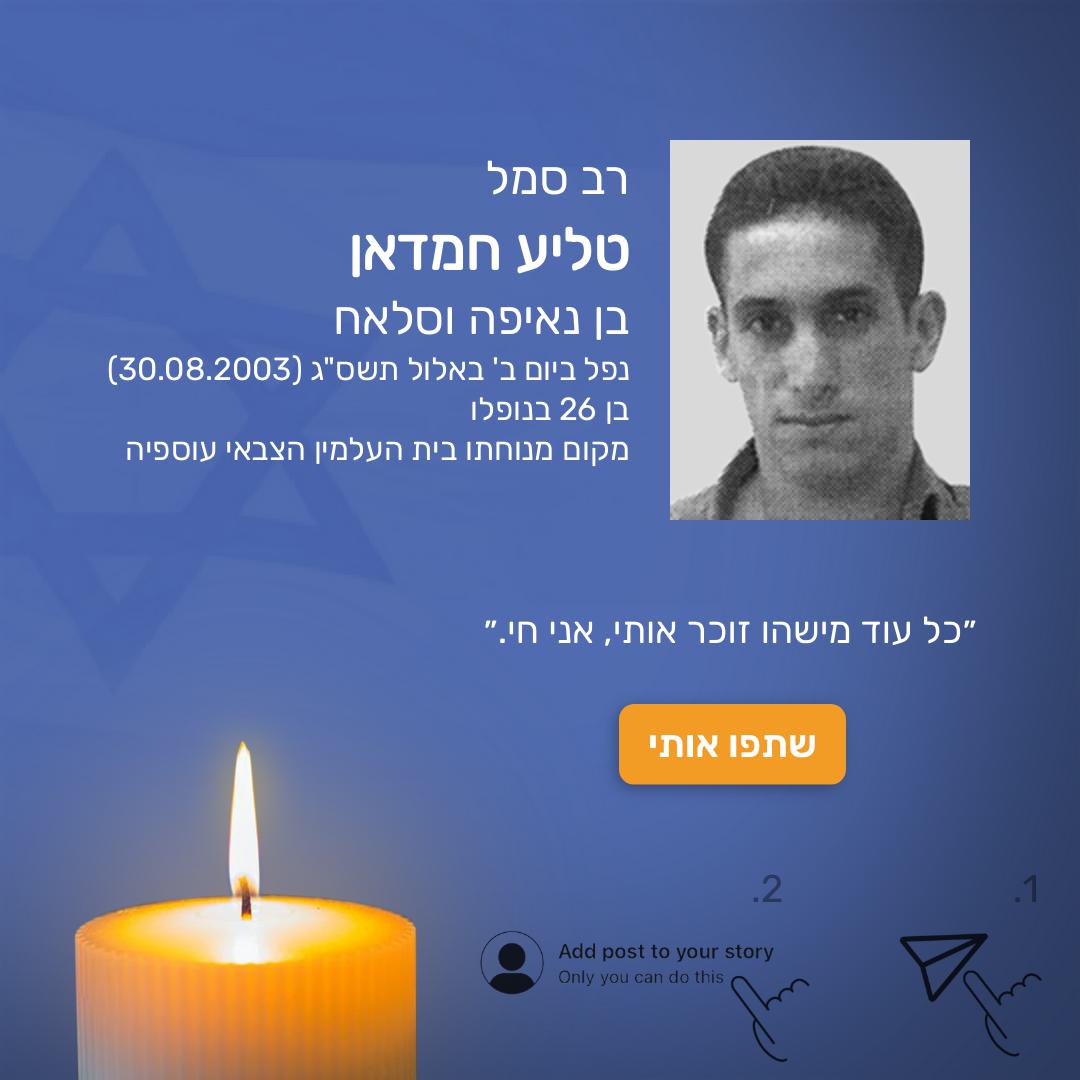 רב סמל
טליע חמדאן
בן נאיפה וסלאח
נפל ביום ב' באלול תשס"ג (30.08.2003)
בן 26 בנופלו
מקום מנוחתו בית העלמין הצבאי עוספיה
״כל עוד מישהו זוכר אותי, אני חי.״
שתפו אותי
1.
2.
Add post to your story
Only you can do this